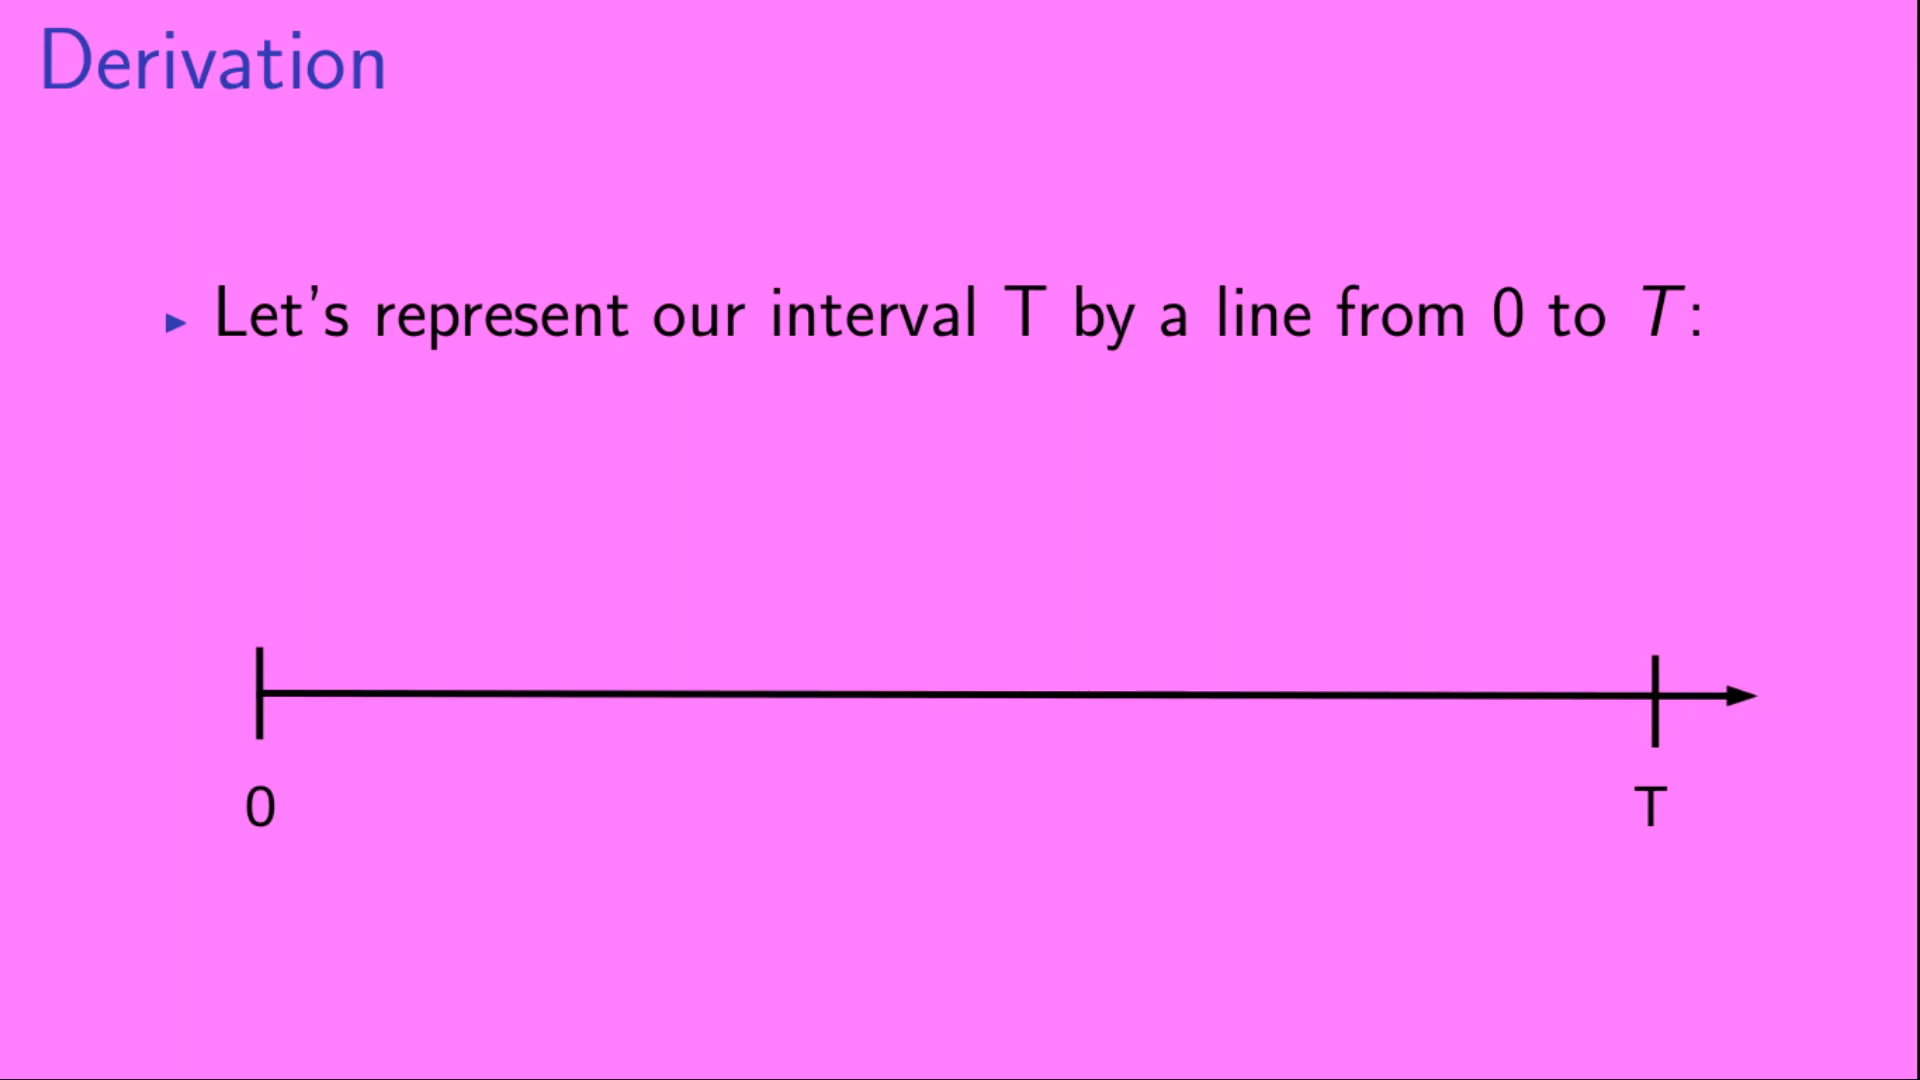 Derivation
Let's represent our interval T by a line from 0 to T:
0 T